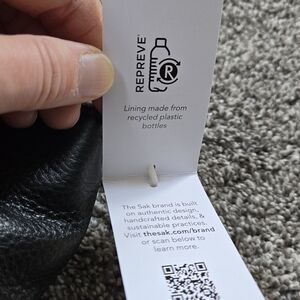 REPREVE
R
Lining made from
recycled plastic
bottles
The Sak brand is built
on authentic design,
handcrafted details, &
sustainable practices.
Visit thesak.com/brand
or scan below to
learn more.